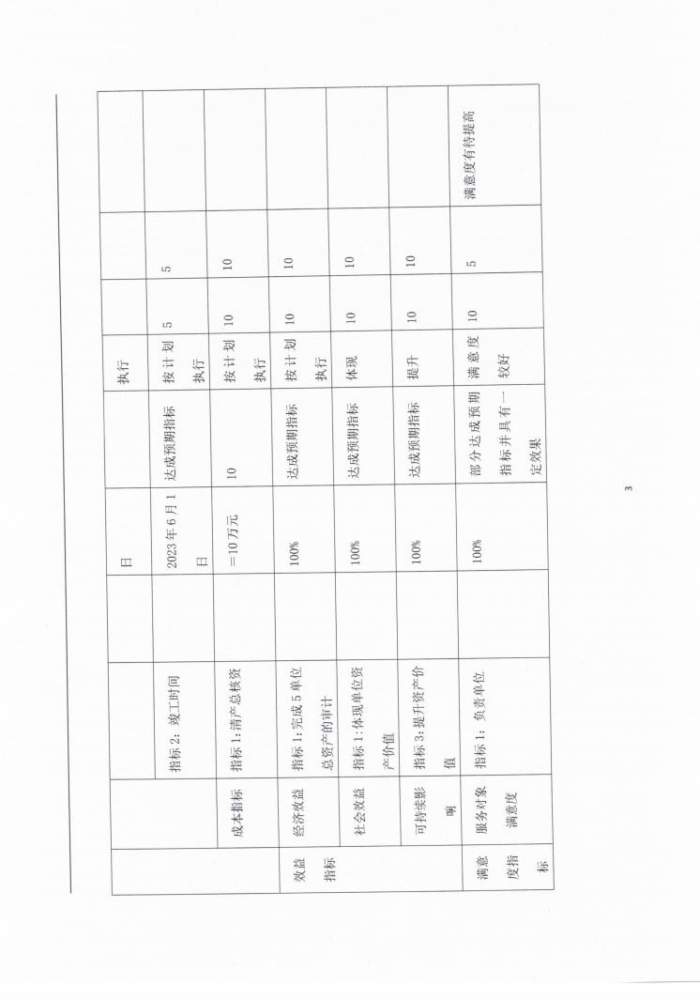 日
执行
指标 2：竣工时间
2023 年 6 月 1
日
达成预期指标
按计划
执行
5
5
成本指标
指标 1：清产总核资
＝10 万元
10
按计划
执行
10
10
效益
指标
经济效益
指标 1：完成 5 单位
总资产的审计
100%
达成预期指标
按计划
执行
10
10
社会效益
指标 1：体现单位资
产价值
100%
达成预期指标
体现
10
10
可持续影
响
指标 3：提升资产价
值
100%
达成预期指标
提升
10
10
满意
度指
标
服务对象
满意度
指标 1：负责单位
100%
部分达成预期
指标并具有一
定效果
满意度
较好
10
5
满意度有待提高
3